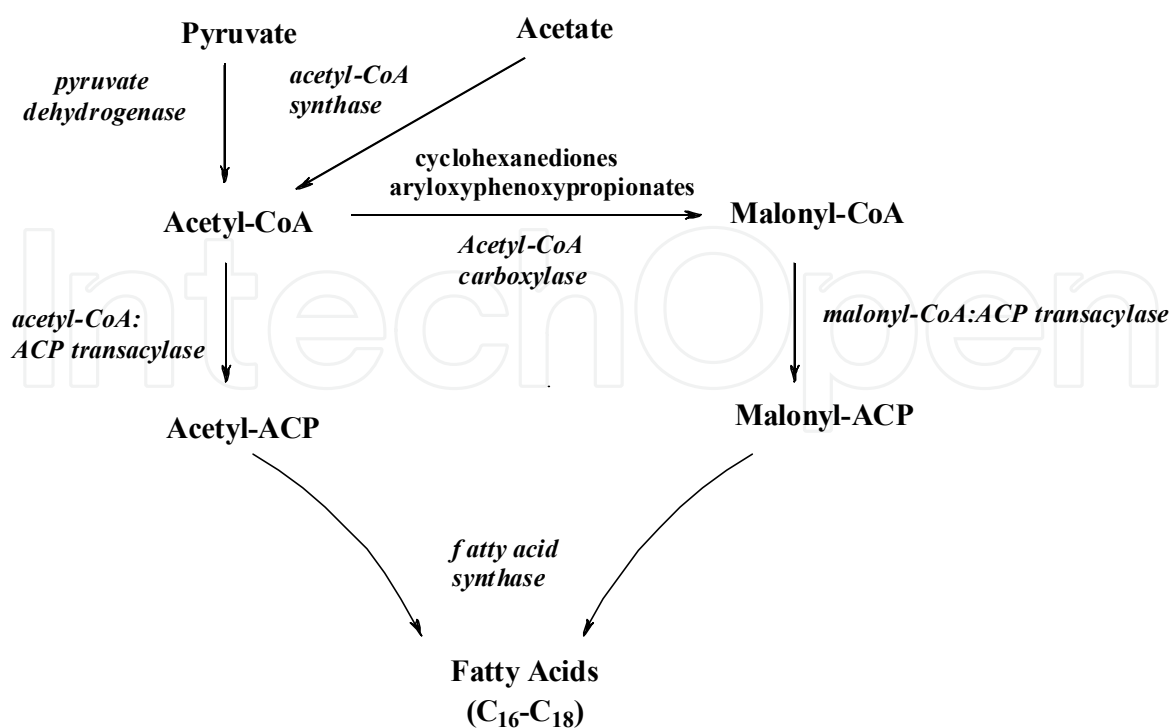 Pyruvate
Acetate
pyruvate
dehydrogenase
acetyl-CoA
synthase
cyclohexanediones
aryloxyphenoxypropionates
Acetyl-CoA
Malonyl-CoA
Acetyl-CoA
carboxylase
acetyl-CoA:
ACP transacylase
malonyl-CoA:ACP transacylase
IntechOpen
Acetyl-ACP
Malonyl-ACP
fatty acid
synthase
Fatty Acids
(C₁₆-C₁₈)